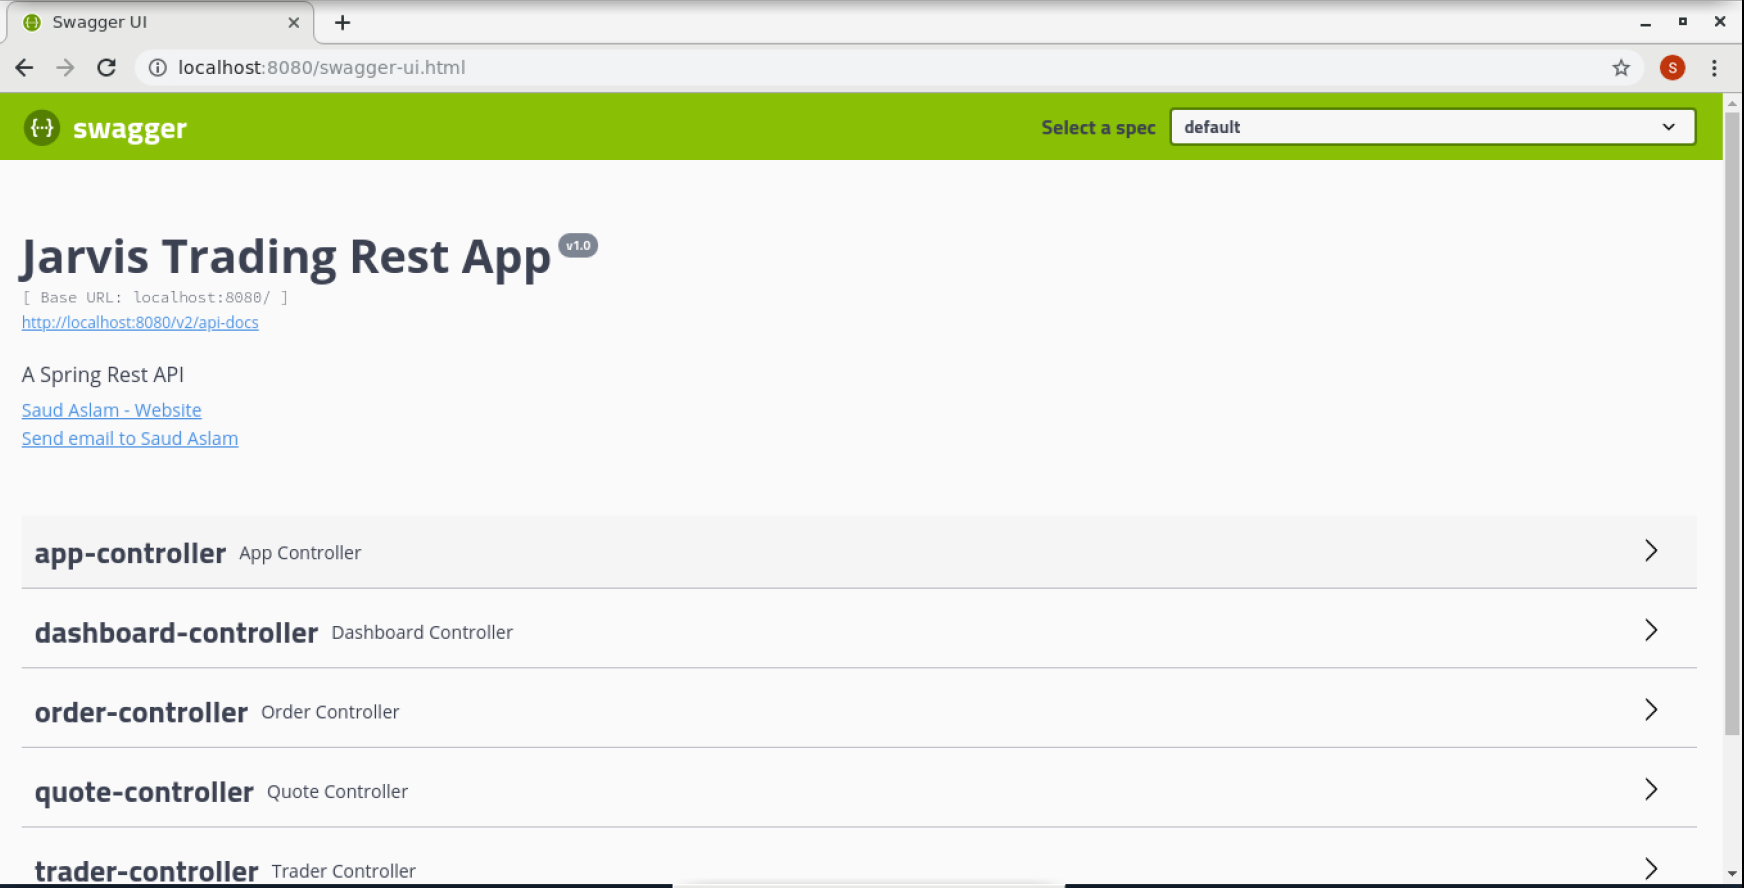 Swagger UI
localhost:8080/swagger-ui.html
S
{...} swagger
Select a spec default
Jarvis Trading Rest App v1.0
[ Base URL: localhost:8080/ ]
http://localhost:8080/v2/api-docs
A Spring Rest API
Saud Aslam - Website
Send email to Saud Aslam
app-controller App Controller
dashboard-controller Dashboard Controller
order-controller Order Controller
quote-controller Quote Controller
trader-controller Trader Controller